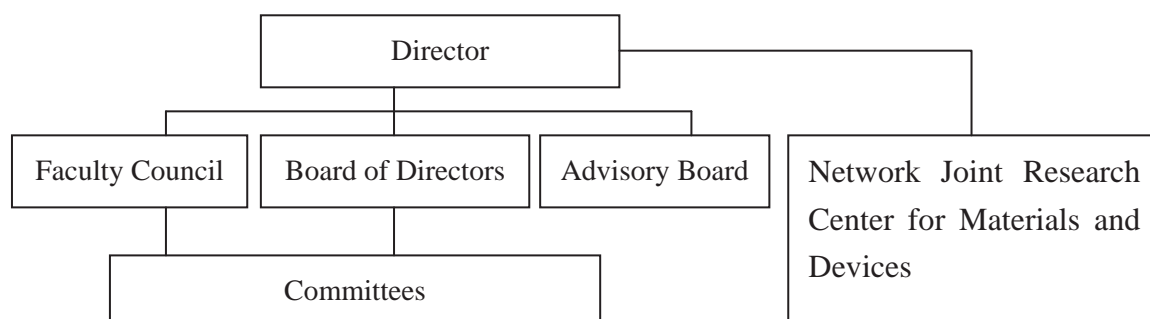 Director
Faculty Council
Board of Directors
Advisory Board
Network Joint Research
Center for Materials and
Devices
Committees